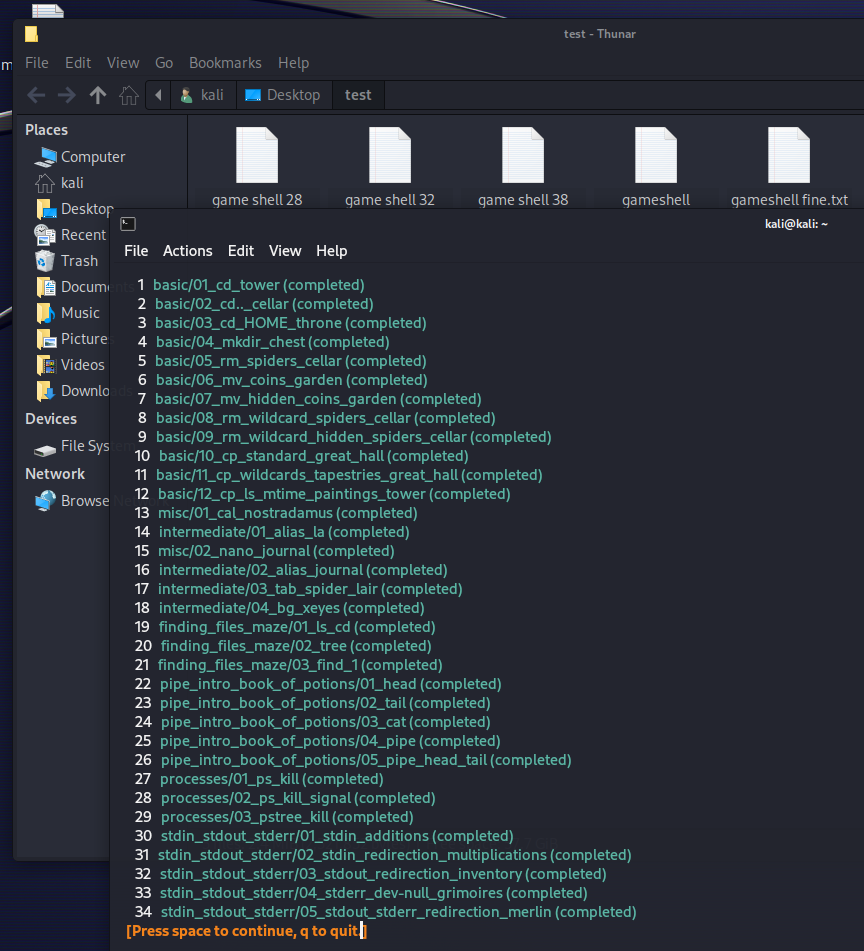 test - Thunar
File Edit View Go Bookmarks Help
kali Desktop test
Places
Computer
kali
Desktop
Recent
Trash
Music
Videos
Devices
Network
Browse
game shell 28 game shell 32 game shell 38 gameshell gameshell fine.txt
kali@kali: ~
File Actions Edit View Help
1 basic/01_cd_tower (completed)
2 basic/02_cd.._cellar (completed)
3 basic/03_cd_HOME_throne (completed)
4 basic/04_mkdir_chest (completed)
5 basic/05_rm_spiders_cellar (completed)
6 basic/06_mv_coins_garden (completed)
7 basic/07_mv_hidden_coins_garden (completed)
8 basic/08_rm_wildcard_spiders_cellar (completed)
9 basic/09_rm_wildcard_hidden_spiders_cellar (completed)
10 basic/10_cp_standard_great_hall (completed)
11 basic/11_cp_wildcards_tapestries_great_hall (completed)
12 basic/12_cp_ls_mtime_paintings_tower (completed)
13 misc/01_cal_nostradamus (completed)
14 intermediate/01_alias_la (completed)
15 misc/02_nano_journal (completed)
16 intermediate/02_alias_journal (completed)
17 intermediate/03_tab_spider_lair (completed)
18 intermediate/04_bg_xeyes (completed)
19 finding_files_maze/01_ls_cd (completed)
20 finding_files_maze/02_tree (completed)
21 finding_files_maze/03_find_1 (completed)
22 pipe_intro_book_of_potions/01_head (completed)
23 pipe_intro_book_of_potions/02_tail (completed)
24 pipe_intro_book_of_potions/03_cat (completed)
25 pipe_intro_book_of_potions/04_pipe (completed)
26 pipe_intro_book_of_potions/05_pipe_head_tail (completed)
27 processes/01_ps_kill (completed)
28 processes/02_ps_kill_signal (completed)
29 processes/03_pstree_kill (completed)
30 stdin_stdout_stderr/01_stdin_additions (completed)
31 stdin_stdout_stderr/02_stdin_redirection_multiplications (completed)
32 stdin_stdout_stderr/03_stdout_redirection_inventory (completed)
33 stdin_stdout_stderr/04_stderr_dev-null_grimoires (completed)
34 stdin_stdout_stderr/05_stdout_stderr_redirection_merlin (completed)
[Press space to continue, q to quit.]